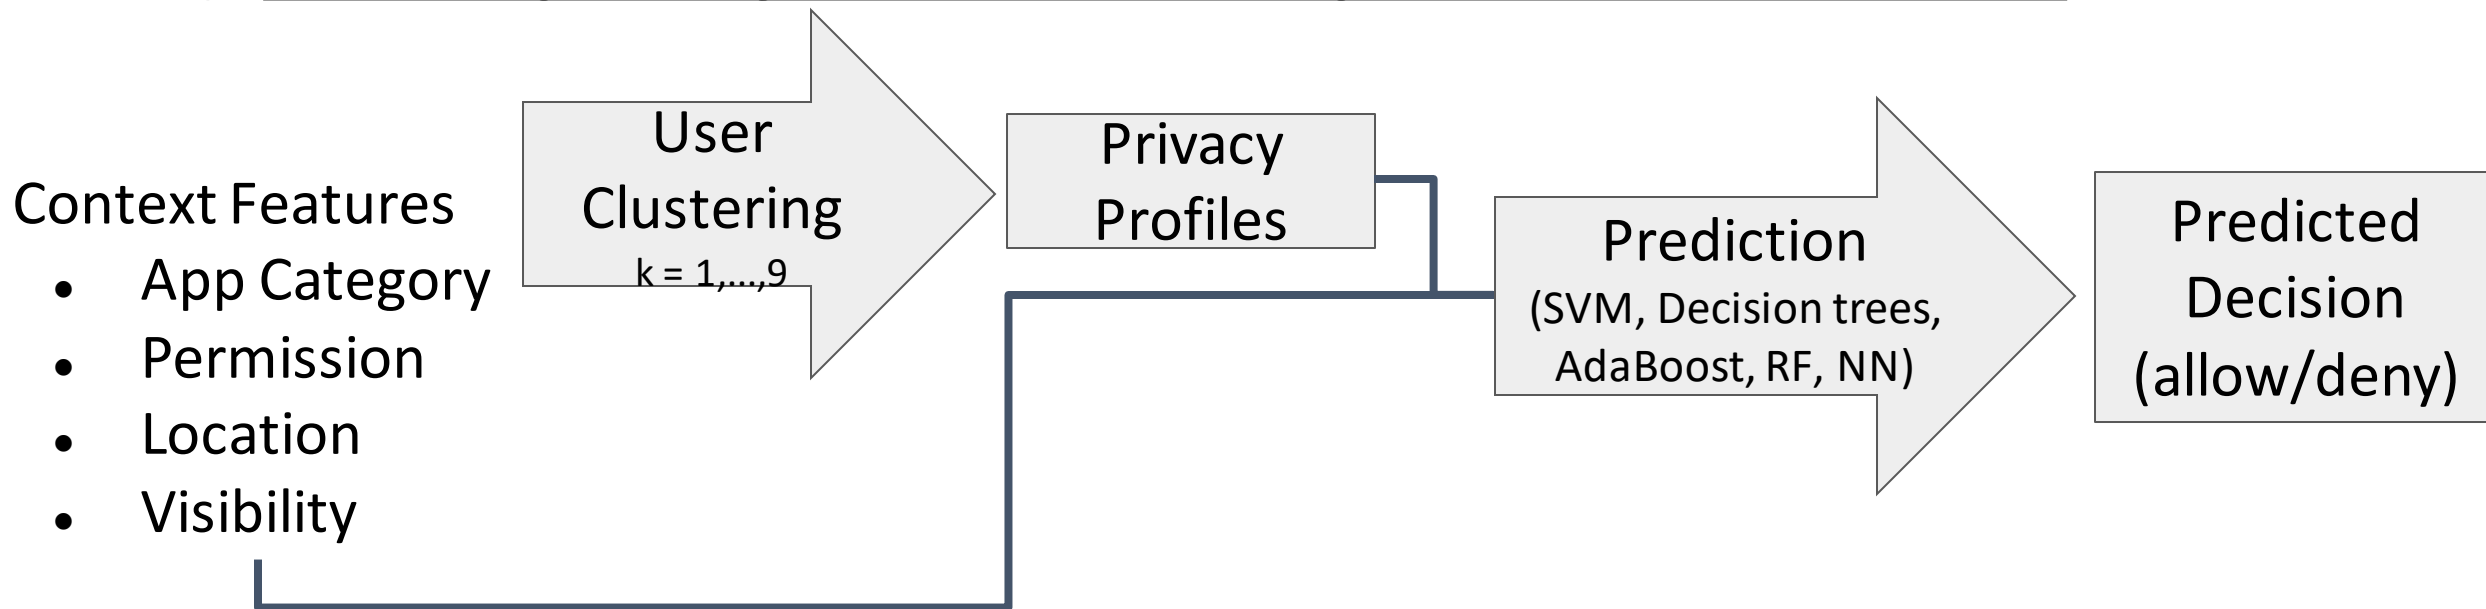 Context Features
● App Category
● Permission
● Location
● Visibility
User
Clustering
k = 1,...,9
Privacy
Profiles
Prediction
(SVM, Decision trees,
AdaBoost, RF, NN)
Predicted
Decision
(allow/deny)